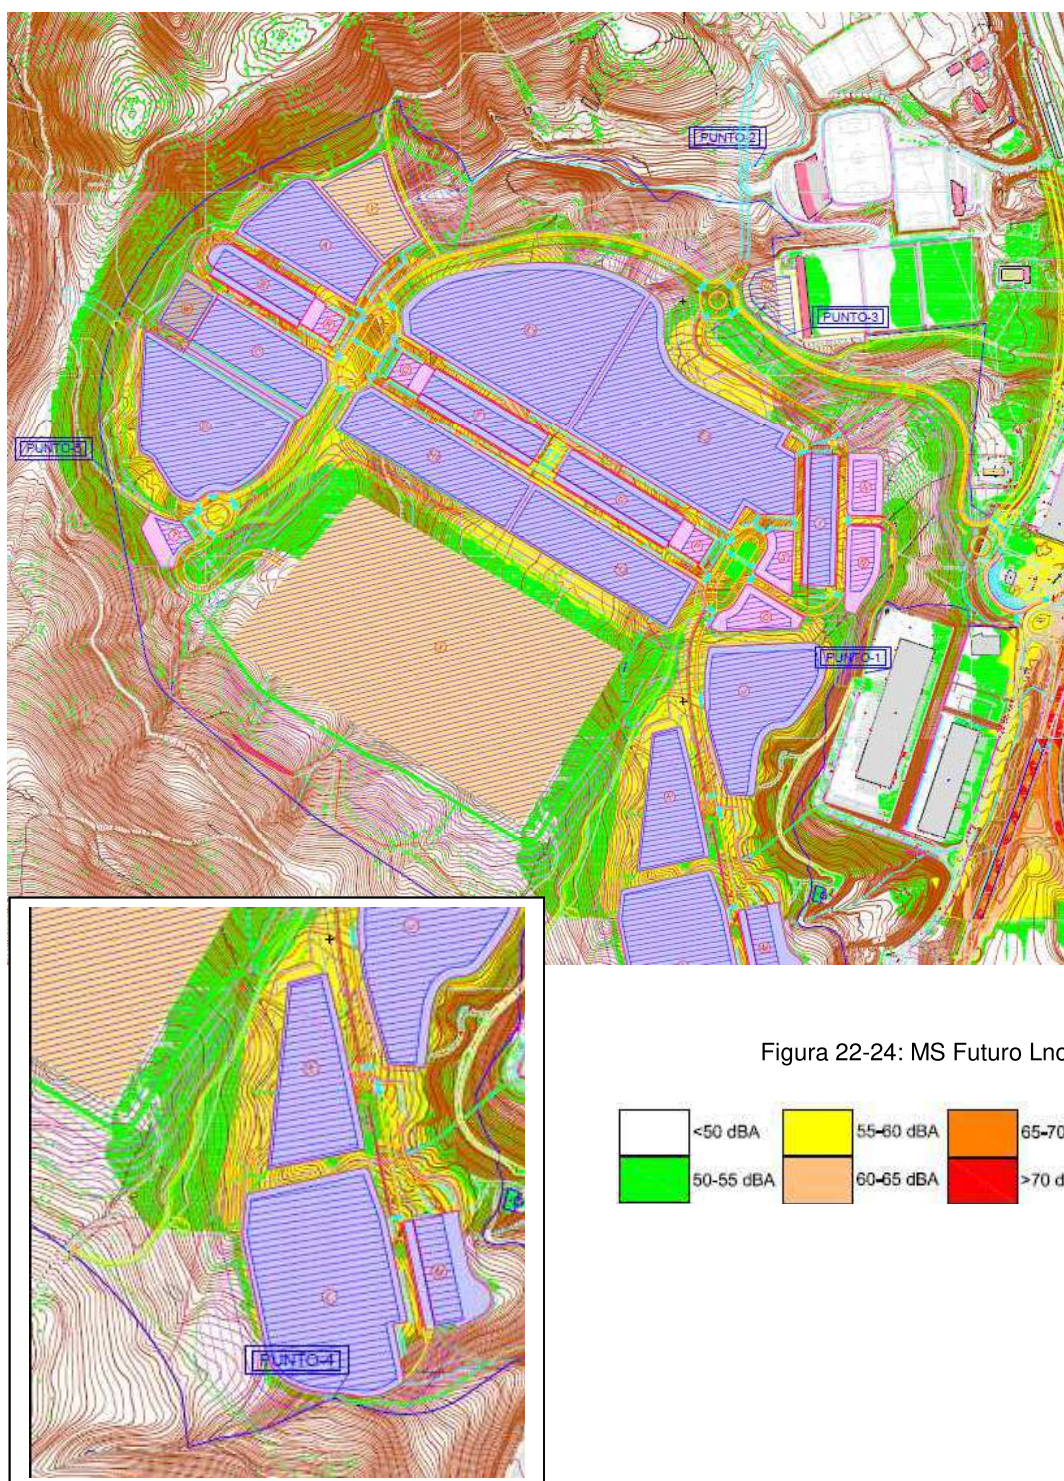 PUNTO-2
PUNTO-3
PUNTO-5
PUNTO-1
PUNTO-4
Figura 22-24: MS Futuro Lno
<50 dBA
55-60 dBA
65-70
50-55 dBA
60-65 dBA
>70 d